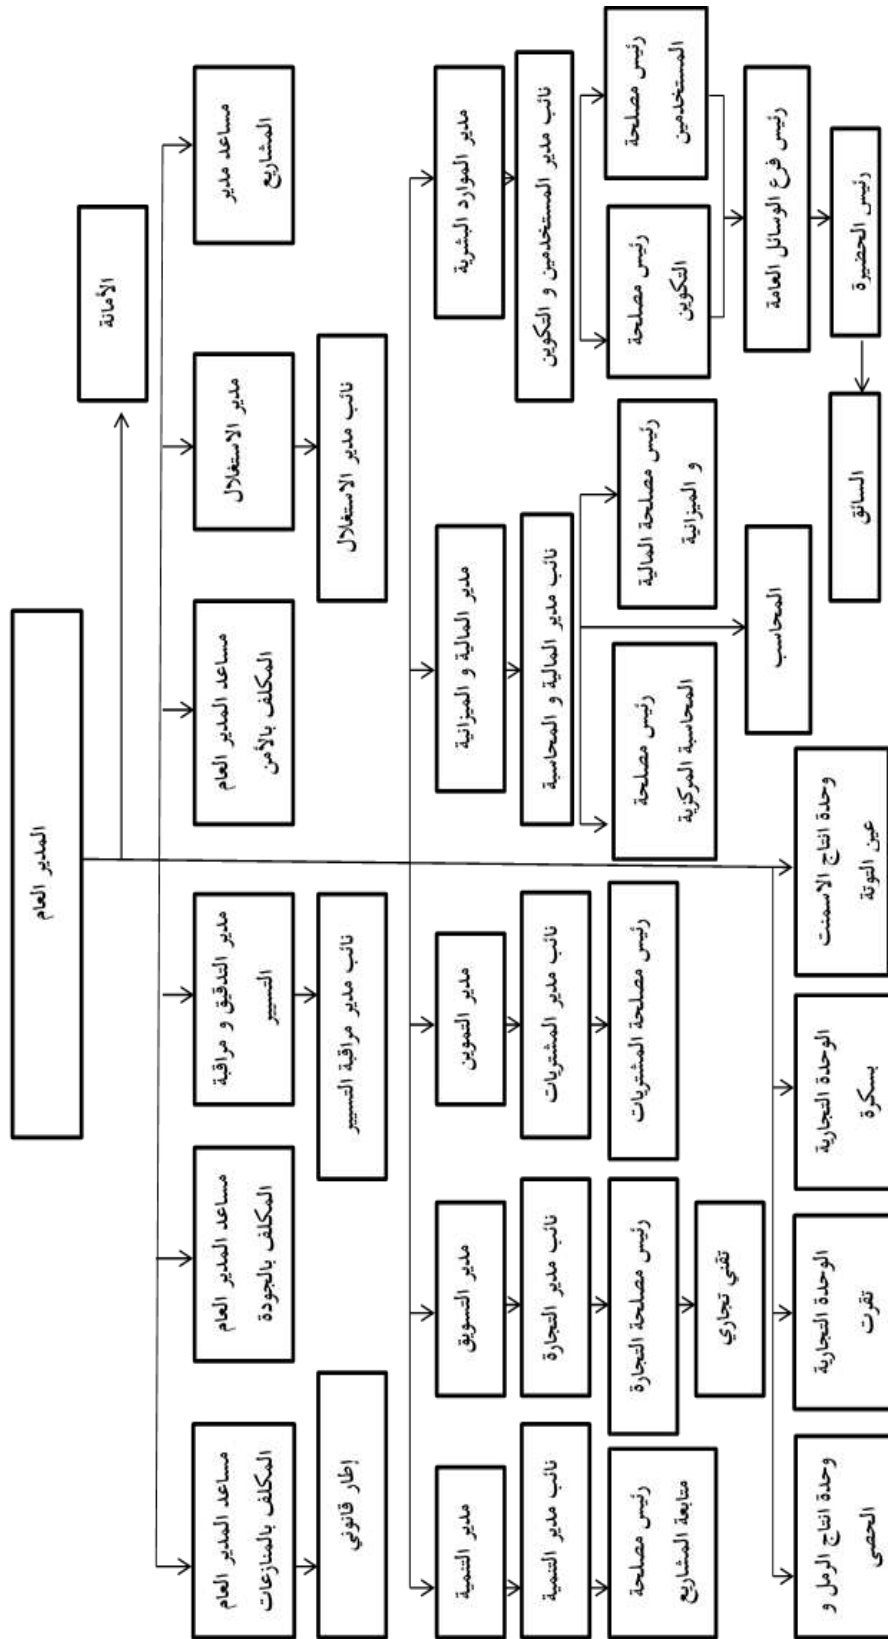 المدير العام
الأمانة
مساعد مدير
المشاريع
مدير الاستغلال
مساعد المدير العام
المكلف بالأمن
مدير التدقيق و مراقبة
التسيير
مساعد المدير العام
المكلف بالجودة
مساعد المدير العام
المكلف بالمنازعات
نائب مدير الاستغلال
نائب مدير مراقبة التسيير
إطار قانوني
مدير الموارد البشرية
مدير المالية و الميزانية
مدير التموين
مدير التسويق
مدير التنمية
نائب مدير المستخدمين و التكوين
نائب مدير المالية و المحاسبة
نائب مدير المشتريات
نائب مدير التجارة
نائب مدير التنمية
رئيس مصلحة
المستخدمين
رئيس مصلحة
التكوين
رئيس مصلحة المالية
و الميزانية
رئيس مصلحة
المحاسبة المركزية
رئيس مصلحة المشتريات
رئيس مصلحة التجارة
رئيس مصلحة
متابعة المشاريع
رئيس فرع الوسائل العامة
المحاسب
تقني تجاري
رئيس الحضيرة
السائق
وحدة انتاج الاسمنت
عين التوتة
الوحدة التجارية
بسكرة
الوحدة التجارية
تقرت
وحدة انتاج الرمل و
الحصى